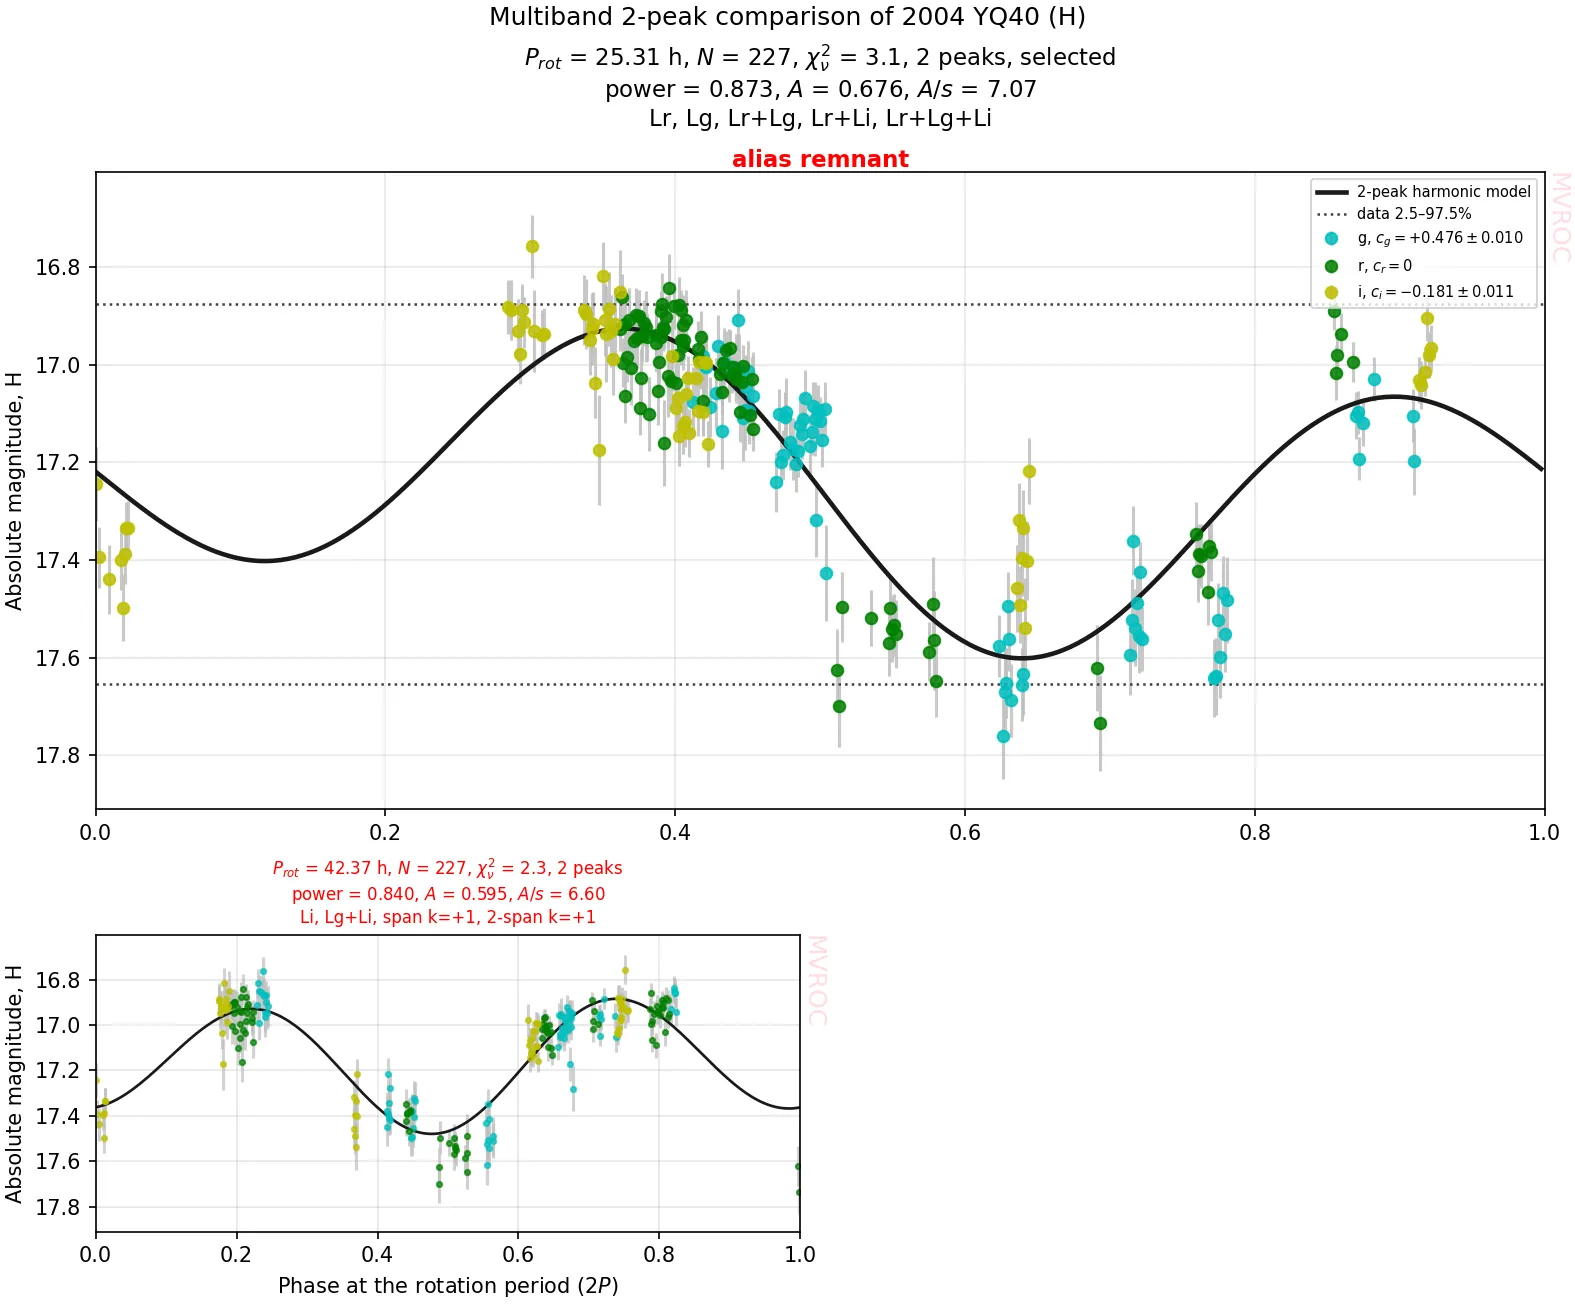 Multiband 2-peak comparison of 2004 YQ40 (H)
P_rot = 25.31 h, N = 227, χ²_ν = 3.1, 2 peaks, selected
power = 0.873, A = 0.676, A/s = 7.07
Lr, Lg, Lr+Lg, Lr+Li, Lr+Lg+Li
alias remnant
MVROC
2-peak harmonic model
data 2.5–97.5%
g, c_g = +0.476 ± 0.010
r, c_r = 0
i, c_i = −0.181 ± 0.011
Absolute magnitude, H
16.8
17.0
17.2
17.4
17.6
17.8
0.0 0.2 0.4 0.6 0.8 1.0
P_rot = 42.37 h, N = 227, χ²_ν = 2.3, 2 peaks
power = 0.840, A = 0.595, A/s = 6.60
Li, Lg+Li, span k=+1, 2-span k=+1
MVROC
Absolute magnitude, H
16.8
17.0
17.2
17.4
17.6
17.8
0.0 0.2 0.4 0.6 0.8 1.0
Phase at the rotation period (2P)